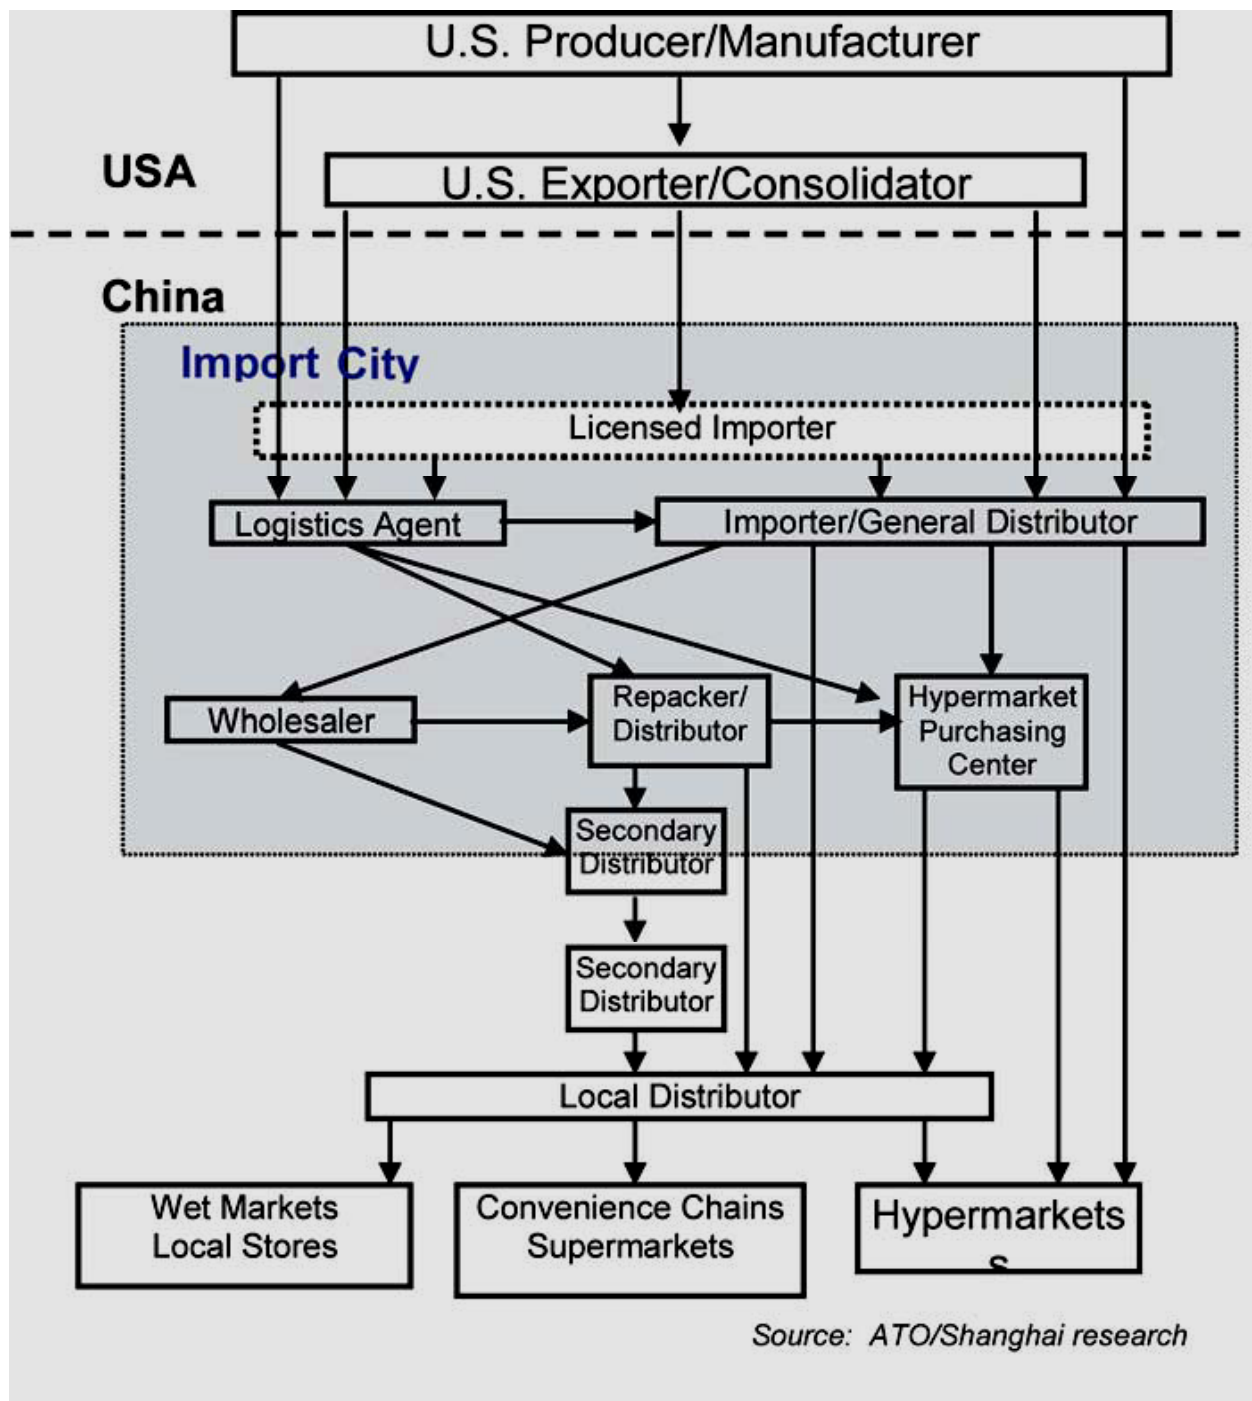 U.S. Producer/Manufacturer
USA
U.S. Exporter/Consolidator
China
Import City
Licensed Importer
Logistics Agent
Importer/General Distributor
Wholesaler
Repacker/
Distributor
Hypermarket
Purchasing
Center
Secondary
Distributor
Secondary
Distributor
Local Distributor
Wet Markets
Local Stores
Convenience Chains
Supermarkets
Hypermarkets
s
Source: ATO/Shanghai research